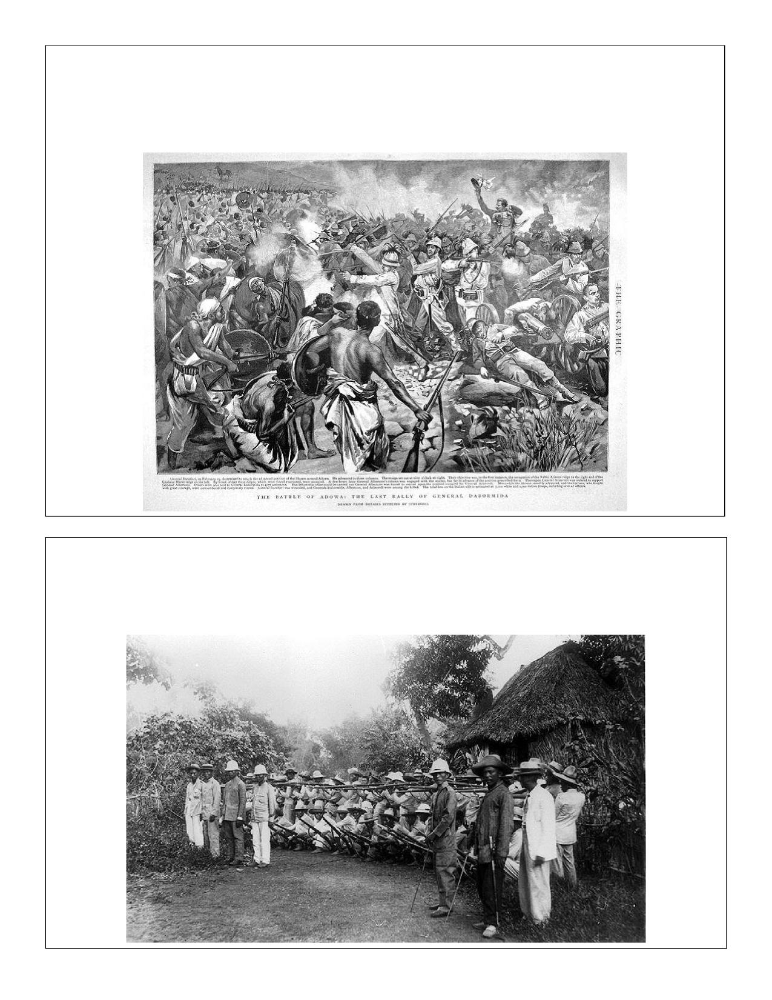 THE GRAPHIC
General Baratieri, on February 29, determined to attack the advanced position of the Shoans around Adowa. He advanced in three columns. The troops set out at nine o'clock at night. Their objective was, in the first instance, the occupation of the Rebbi Arienne ridge to the right and of the
ridge on the left. By break of day these ridges, which were found evacuated, were occupied. A few hours later General Albertone's column was engaged with the enemy, but far in advance of the position prescribed for it. Thereupon General Arimondi was ordered to support
General Albertone. Orders were also sent to General Dabormida to give assistance. But before this order could be carried out General Albertone was forced to retreat upon the position occupied by General Arimondi. Meanwhile the Shoans steadily advanced, and the Italians, who fought
with great courage, were outnumbered and completely routed. General Baratieri was wounded, and Generals Dabormida, Albertone, and Arimondi were among the killed. The total loss on the Italian side is estimated at white and native troops, including several officers.
THE BATTLE OF ADOWA: THE LAST RALLY OF GENERAL DABORMIDA
DRAWN FROM DETAILS SUPPLIED BY SURVIVORS